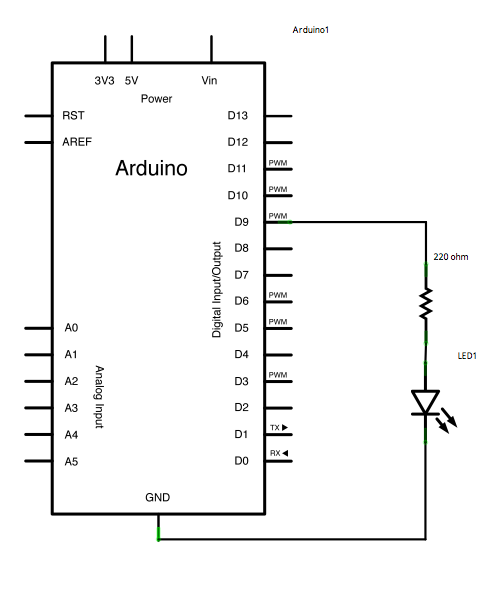 Arduino1
3V3 5V Vin
Power
RST
AREF
Arduino
D13
D12
D11 PWM
D10 PWM
D9 PWM
D8
D7
D6 PWM
D5 PWM
D4
D3 PWM
D2
D1 TX ▶
D0 RX ◀
Digital Input/Output
220 ohm
LED1
A0
A1
A2
A3
A4
A5
Analog Input
GND